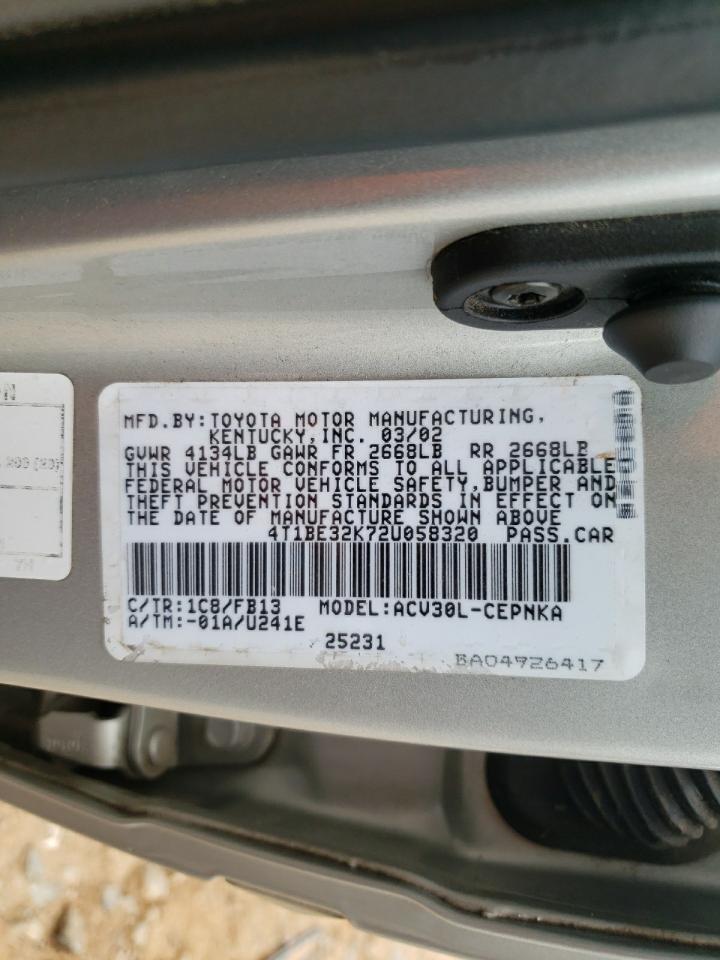 MFD.BY:TOYOTA MOTOR MANUFACTURING,
KENTUCKY,INC. 03/02
GVWR 4134LB GAWR FR 2668LB RR 2668LB
THIS VEHICLE CONFORMS TO ALL APPLICABLE
FEDERAL MOTOR VEHICLE SAFETY,BUMPER AND
THEFT PREVENTION STANDARDS IN EFFECT ON
THE DATE OF MANUFACTURE SHOWN ABOVE
4T1BE32K72U058320 PASS.CAR
C/TR:1C8/FB13 MODEL:ACV30L-CEPNKA
A/TM:-01A/U241E
25231
BA04926417